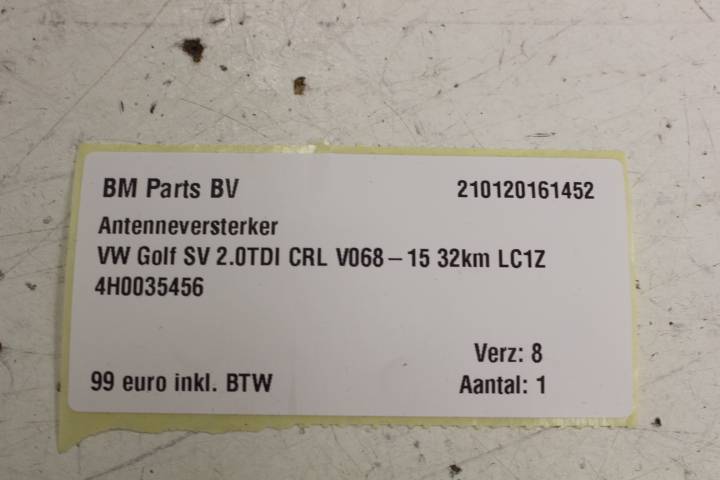 BM Parts BV 210120161452
Antenneversterker
VW Golf SV 2.0TDI CRL V068-15 32km LC1Z
4H0035456
Verz: 8
99 euro inkl. BTW Aantal: 1